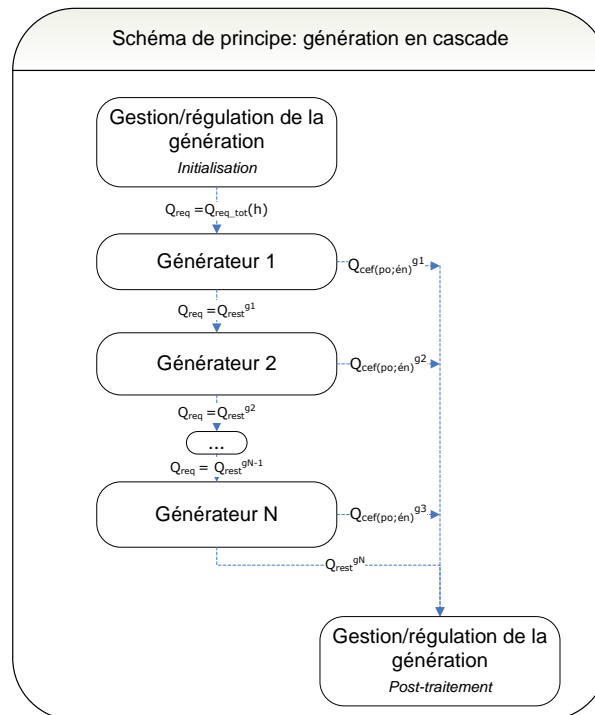 Schéma de principe: génération en cascade
Gestion/régulation de la
génération
Initialisation
Qreq =Qreq_tot(h)
Générateur 1
Qcef(po;én)g1
Qreq =Qrestg1
Générateur 2
Qcef(po;én)g2
Qreq =Qrestg2
...
Qreq = QrestgN-1
Générateur N
Qcef(po;én)g3
QrestgN
Gestion/régulation de la
génération
Post-traitement